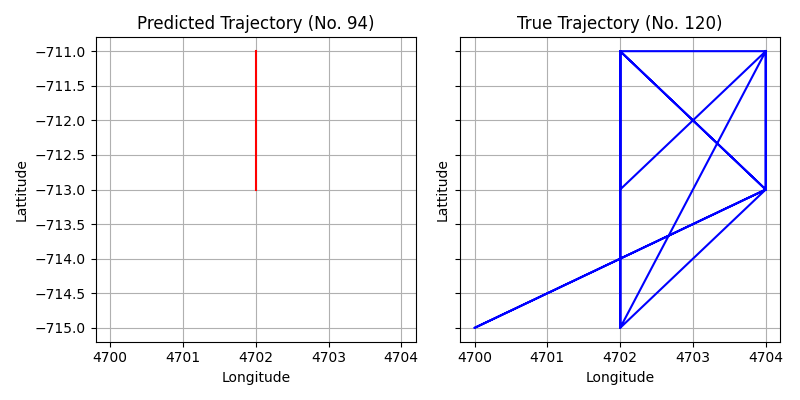 Predicted Trajectory (No. 94)
True Trajectory (No. 120)
−711.0
−711.5
−712.0
−712.5
−713.0
−713.5
−714.0
−714.5
−715.0
Lattitude
Lattitude
4700 4701 4702 4703 4704
4700 4701 4702 4703 4704
Longitude
Longitude